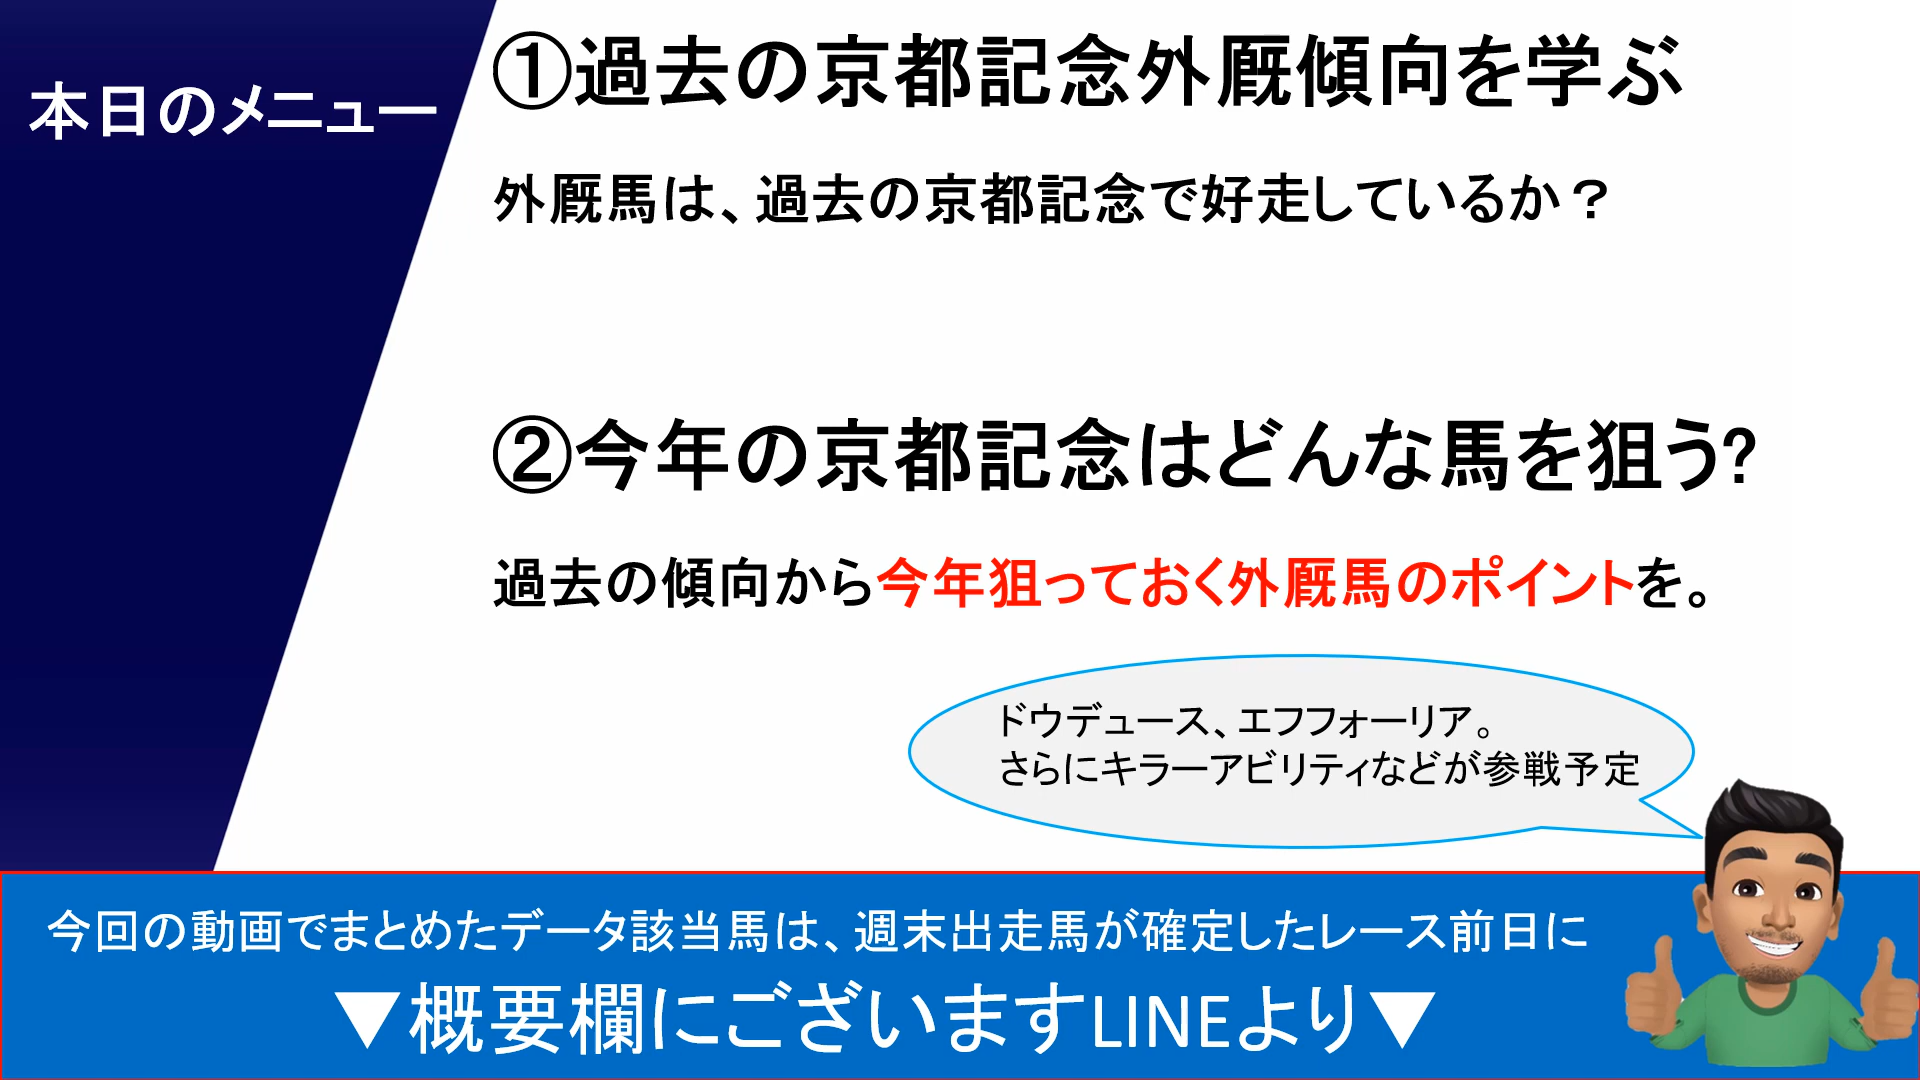 本日のメニュー
①過去の京都記念外厩傾向を学ぶ
外厩馬は、過去の京都記念で好走しているか？
②今年の京都記念はどんな馬を狙う?
過去の傾向から今年狙っておく外厩馬のポイントを。
ドウデュース、エフフォーリア。
さらにキラーアビリティなどが参戦予定
今回の動画でまとめたデータ該当馬は、週末出走馬が確定したレース前日に
▼概要欄にございますLINEより▼